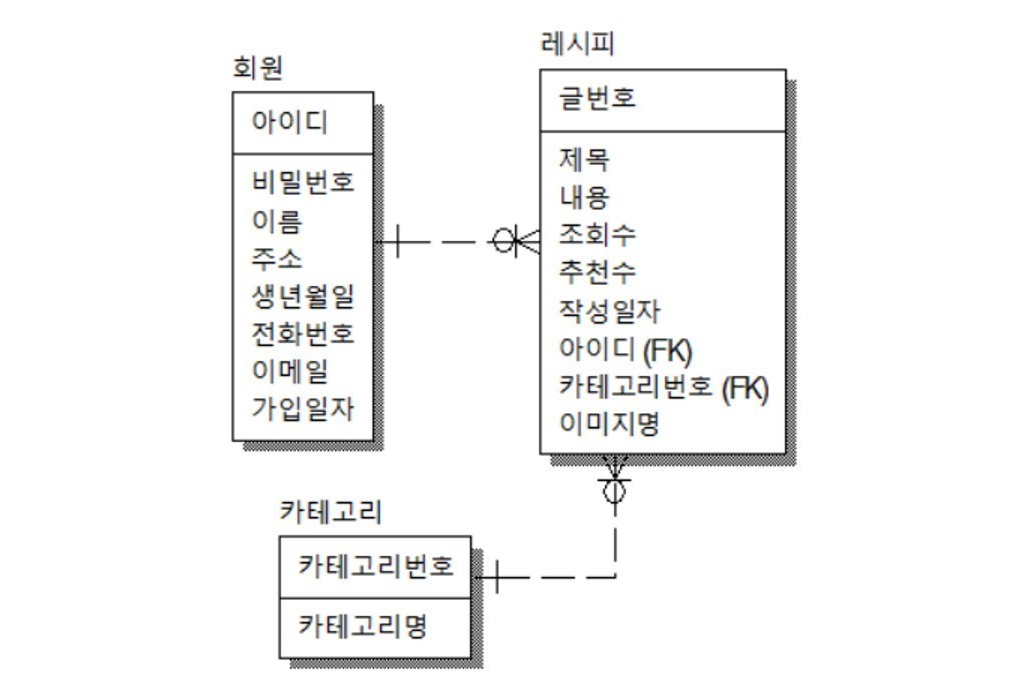 회원
아이디
비밀번호
이름
주소
생년월일
전화번호
이메일
가입일자
레시피
글번호
제목
내용
조회수
추천수
작성일자
아이디 (FK)
카테고리번호 (FK)
이미지명
카테고리
카테고리번호
카테고리명